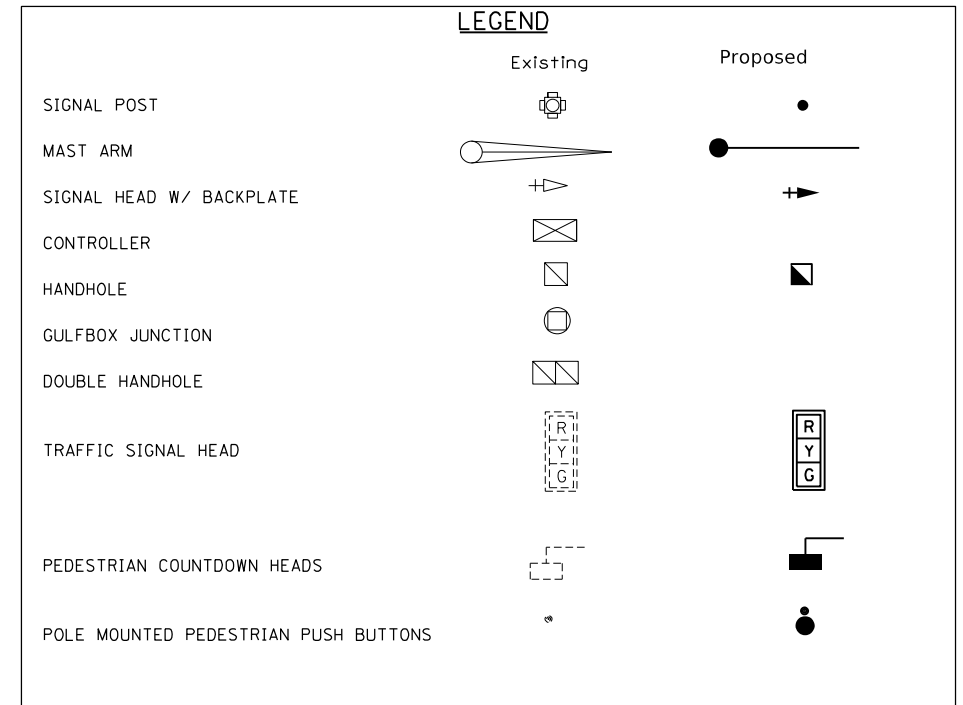 LEGEND
Existing Proposed
SIGNAL POST
MAST ARM
SIGNAL HEAD W/ BACKPLATE
CONTROLLER
HANDHOLE
GULFBOX JUNCTION
DOUBLE HANDHOLE
R R
TRAFFIC SIGNAL HEAD Y Y
G G
PEDESTRIAN COUNTDOWN HEADS
POLE MOUNTED PEDESTRIAN PUSH BUTTONS